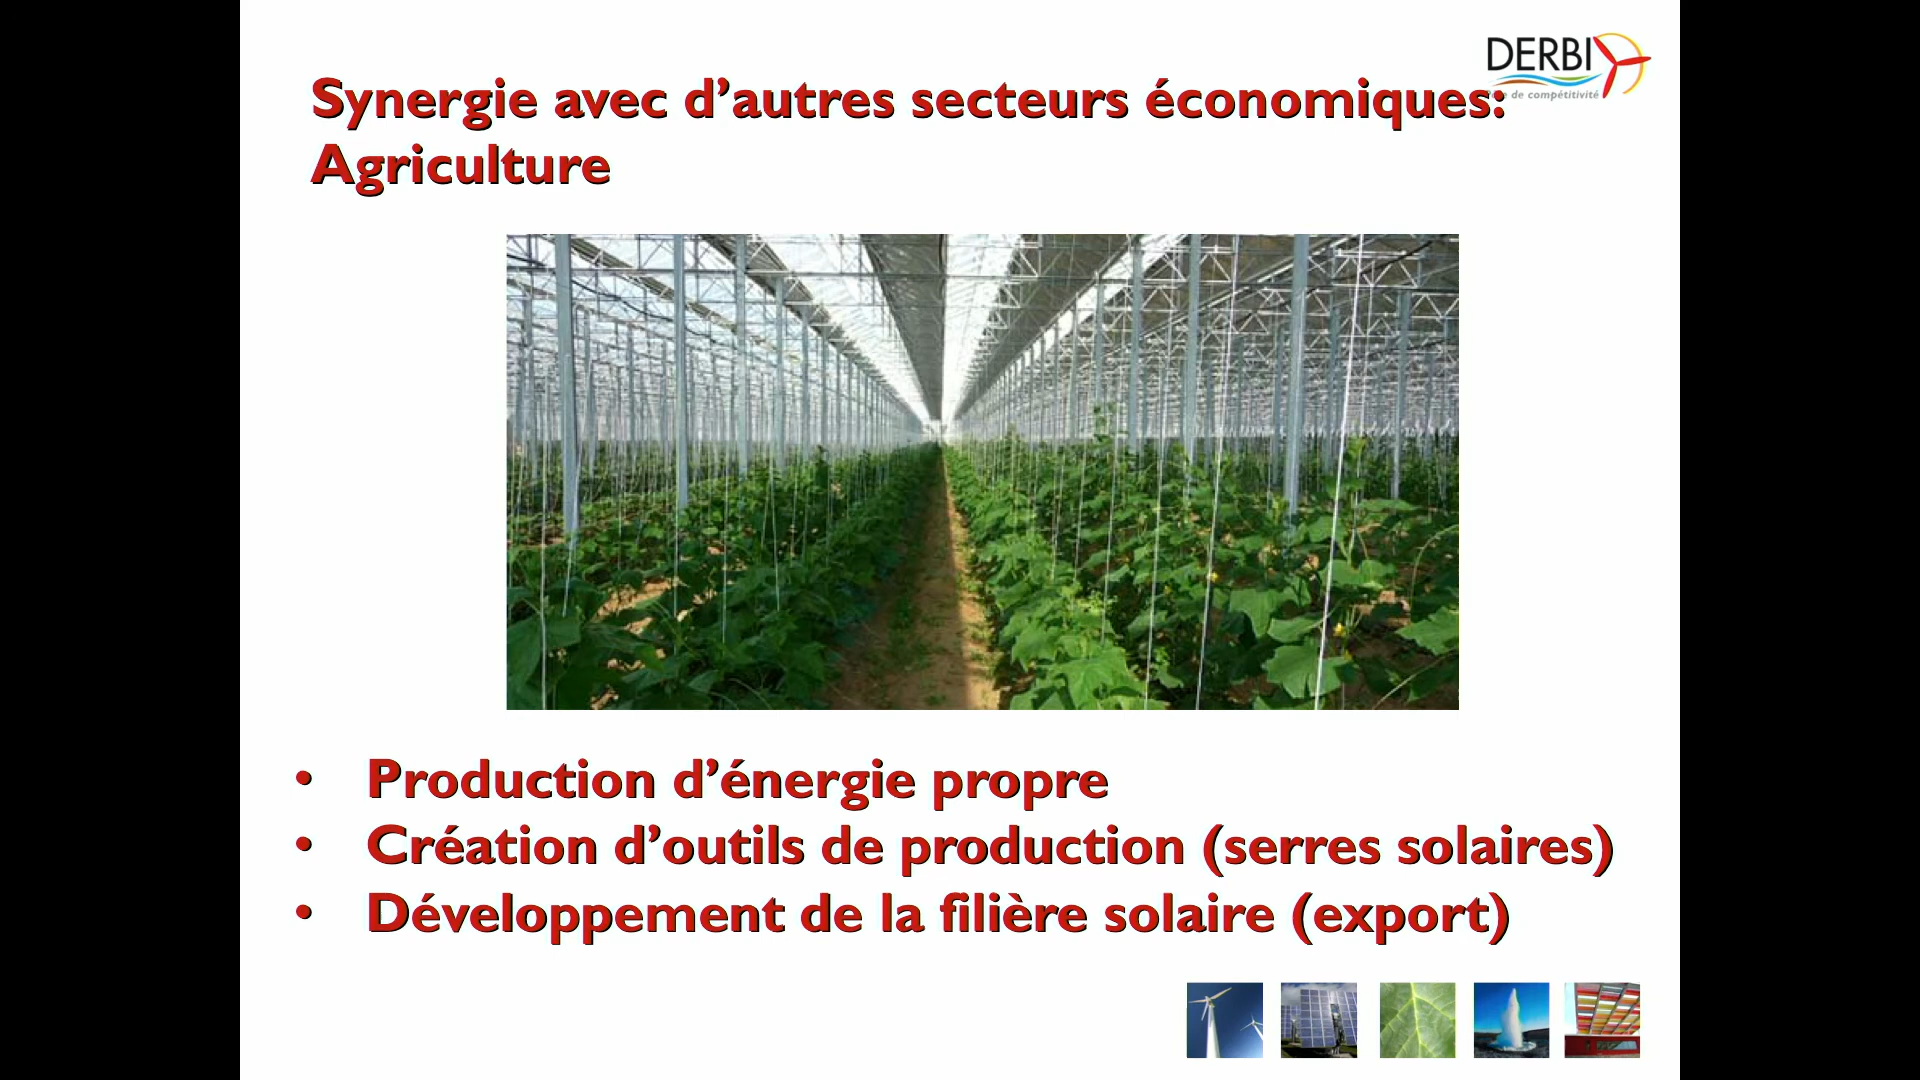 DERBI
de compétitivité
Synergie avec d’autres secteurs économiques:
Agriculture
• Production d’énergie propre
• Création d’outils de production (serres solaires)
• Développement de la filière solaire (export)